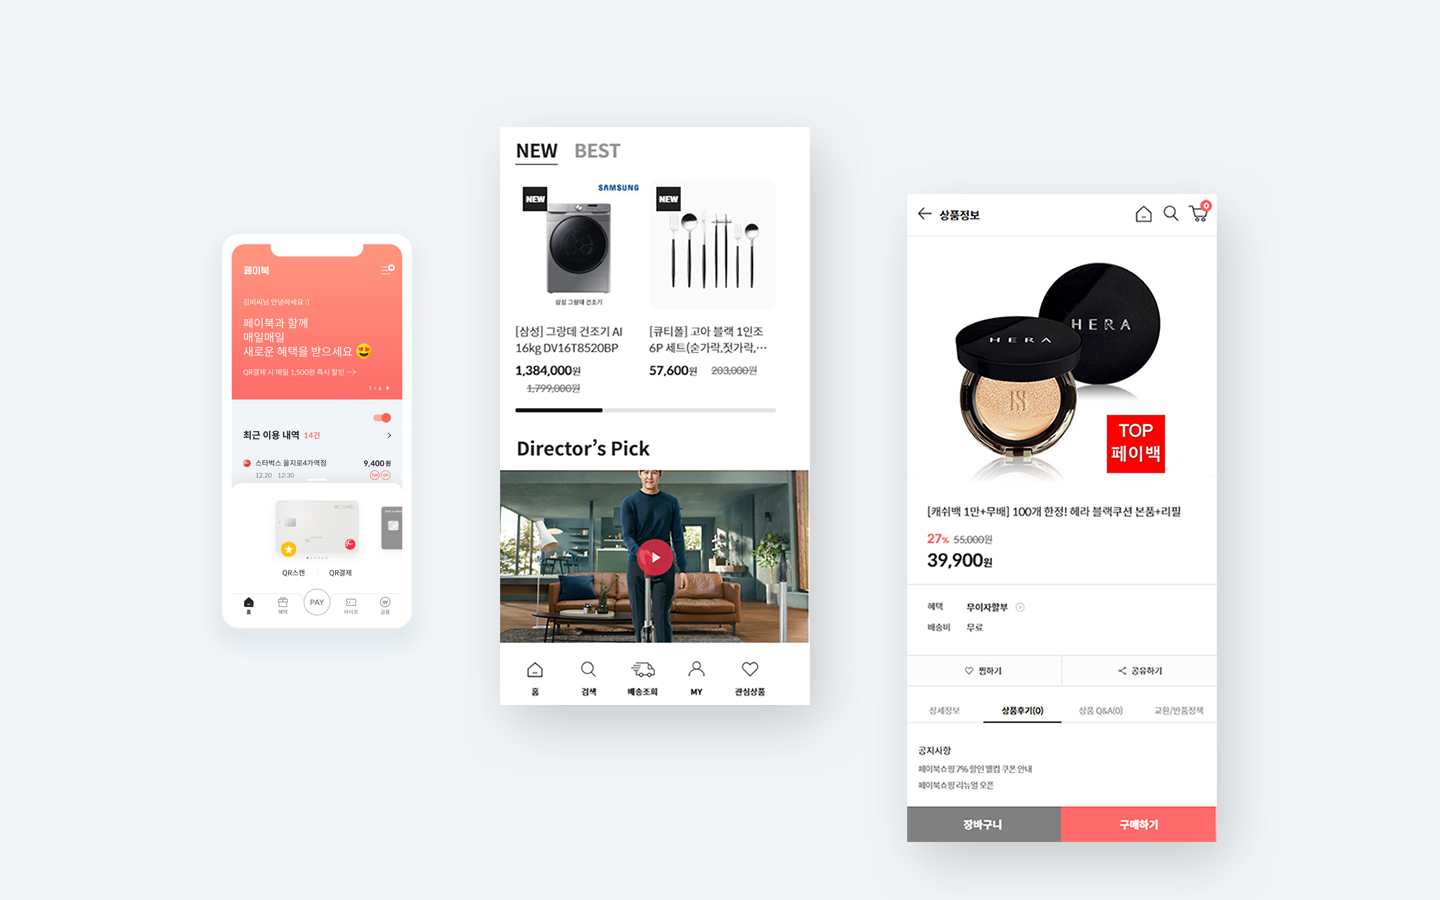 페이북
김비씨님 안녕하세요 :)
페이북과 함께
매일매일
새로운 혜택을 받으세요
QR결제 시 매일 1,500원 즉시 할인
1 / 4
최근 이용 내역 14건
스타벅스 을지로4가역점 9,400원
12.20 · 12:30
BC CARD
QR스캔 QR결제
PAY
홈 혜택 라이프 금융
NEW BEST
NEW SAMSUNG
삼성 그랑데 건조기
NEW
[삼성] 그랑데 건조기 AI
16kg DV16T8520BP
1,384,000원
1,799,000원
[큐티폴] 고아 블랙 1인조
6P 세트(숟가락,젓가락,···
57,600원 203,000원
Director's Pick
홈 검색 배송조회 MY 관심상품
상품정보
0
HERA
HERA
TOP
페이백
[캐쉬백 1만+무배] 100개 한정! 헤라 블랙쿠션 본품+리필
27% 55,000원
39,900원
혜택 무이자할부
배송비 무료
찜하기 공유하기
상세정보 상품후기(0) 상품 Q&A(0) 교환/반품정책
공지사항
페이북쇼핑 7% 할인 웰컴 쿠폰 안내
페이북쇼핑 리뉴얼 오픈
장바구니 구매하기